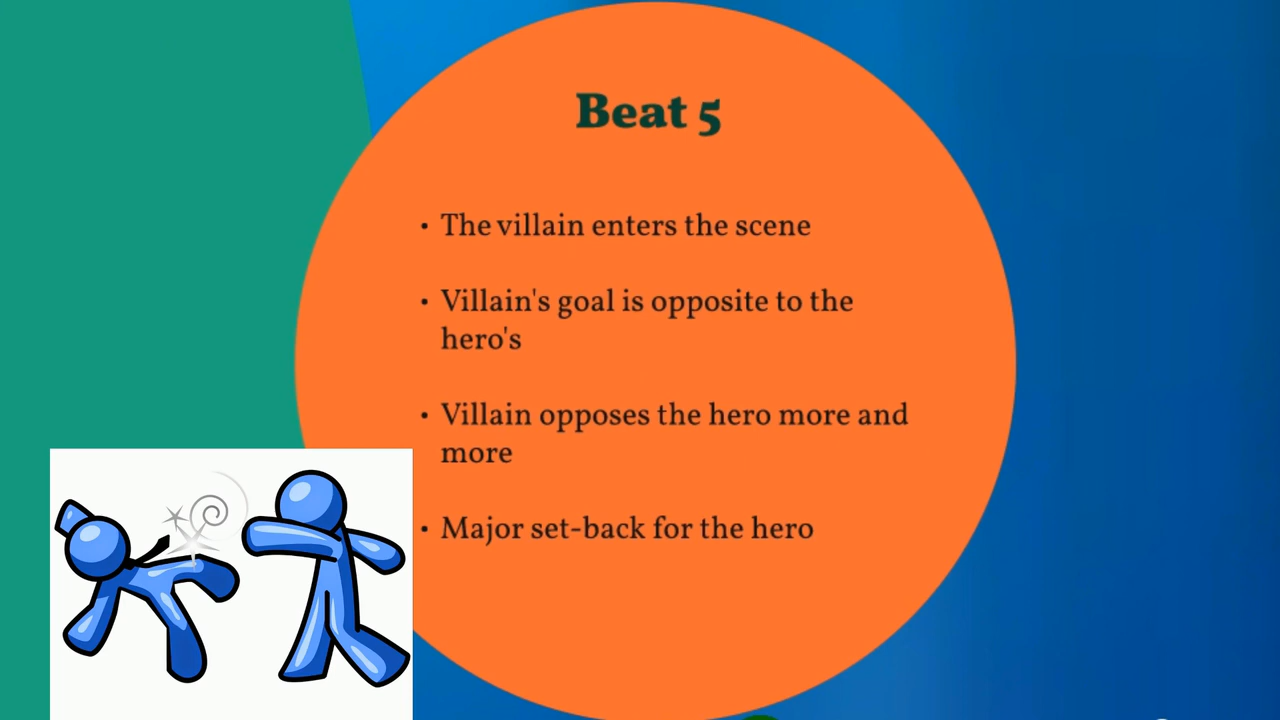 Beat 5
• The villain enters the scene
• Villain's goal is opposite to the
hero's
• Villain opposes the hero more and
more
• Major set-back for the hero